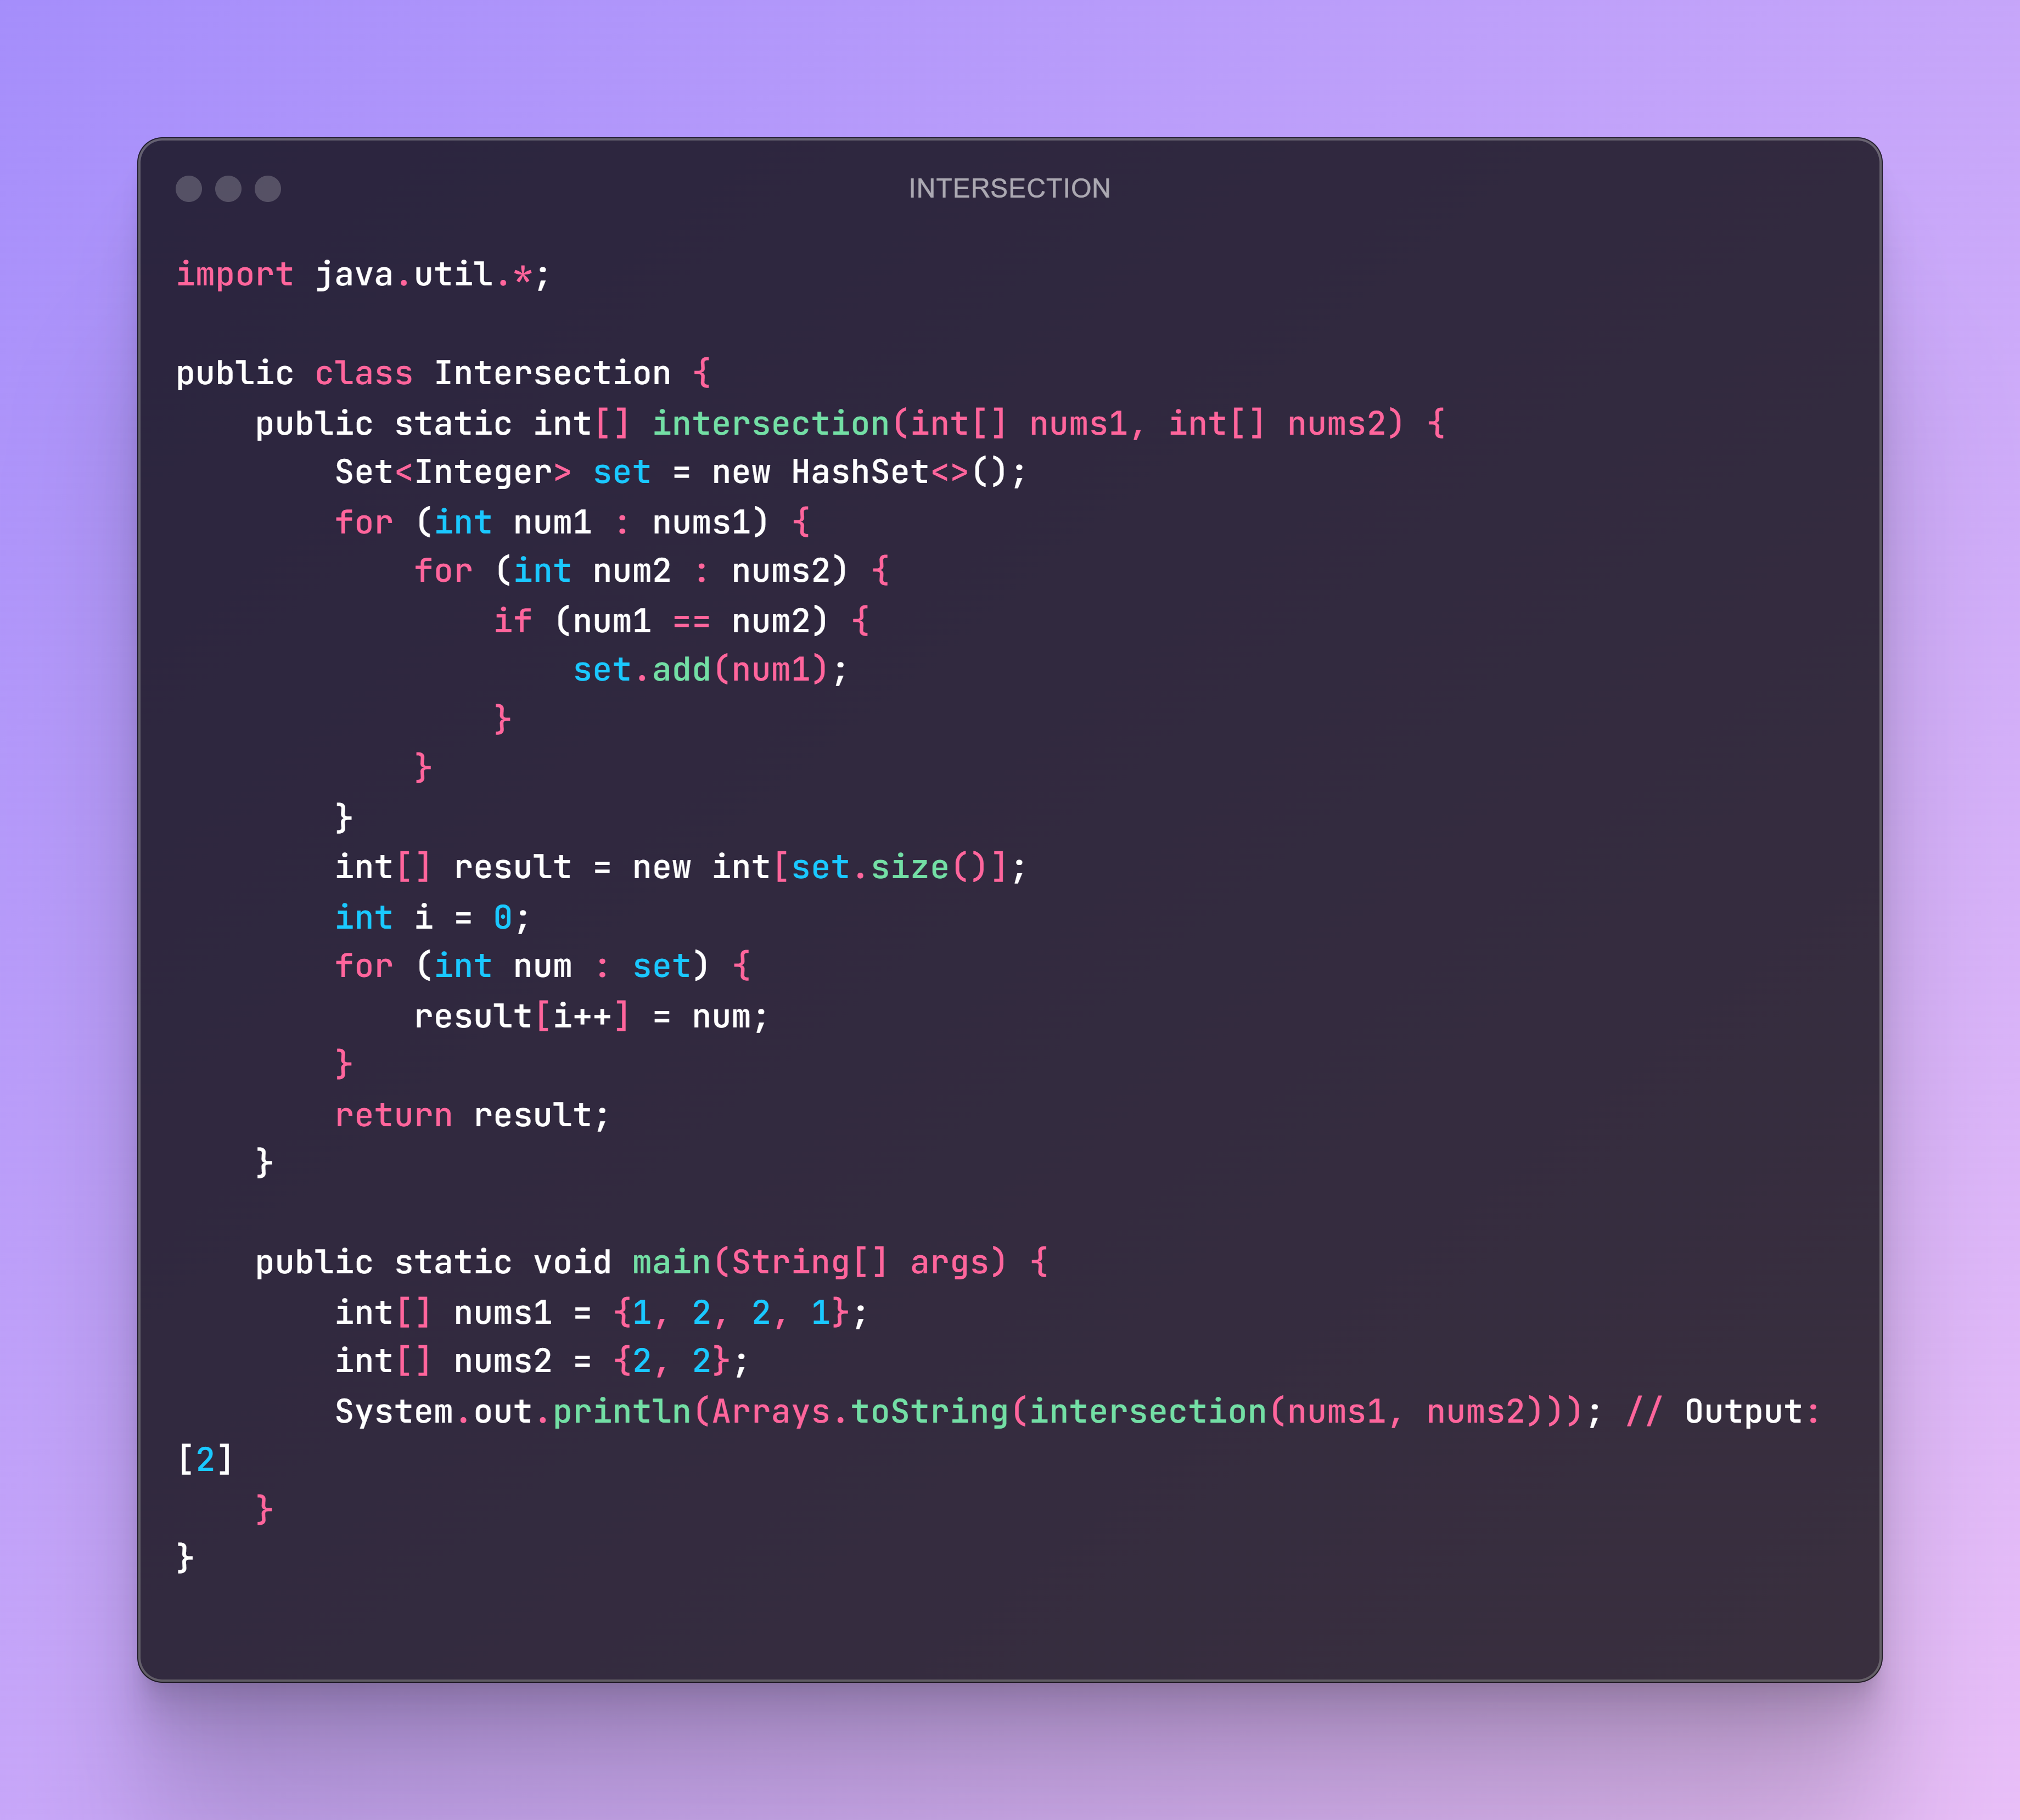 INTERSECTION
import java.util.*;
public class Intersection {
    public static int[] intersection(int[] nums1, int[] nums2) {
        Set<Integer> set = new HashSet<>();
        for (int num1 : nums1) {
            for (int num2 : nums2) {
                if (num1 == num2) {
                    set.add(num1);
                }
            }
        }
        int[] result = new int[set.size()];
        int i = 0;
        for (int num : set) {
            result[i++] = num;
        }
        return result;
    }
    public static void main(String[] args) {
        int[] nums1 = {1, 2, 2, 1};
        int[] nums2 = {2, 2};
        System.out.println(Arrays.toString(intersection(nums1, nums2))); // Output:
[2]
    }
}